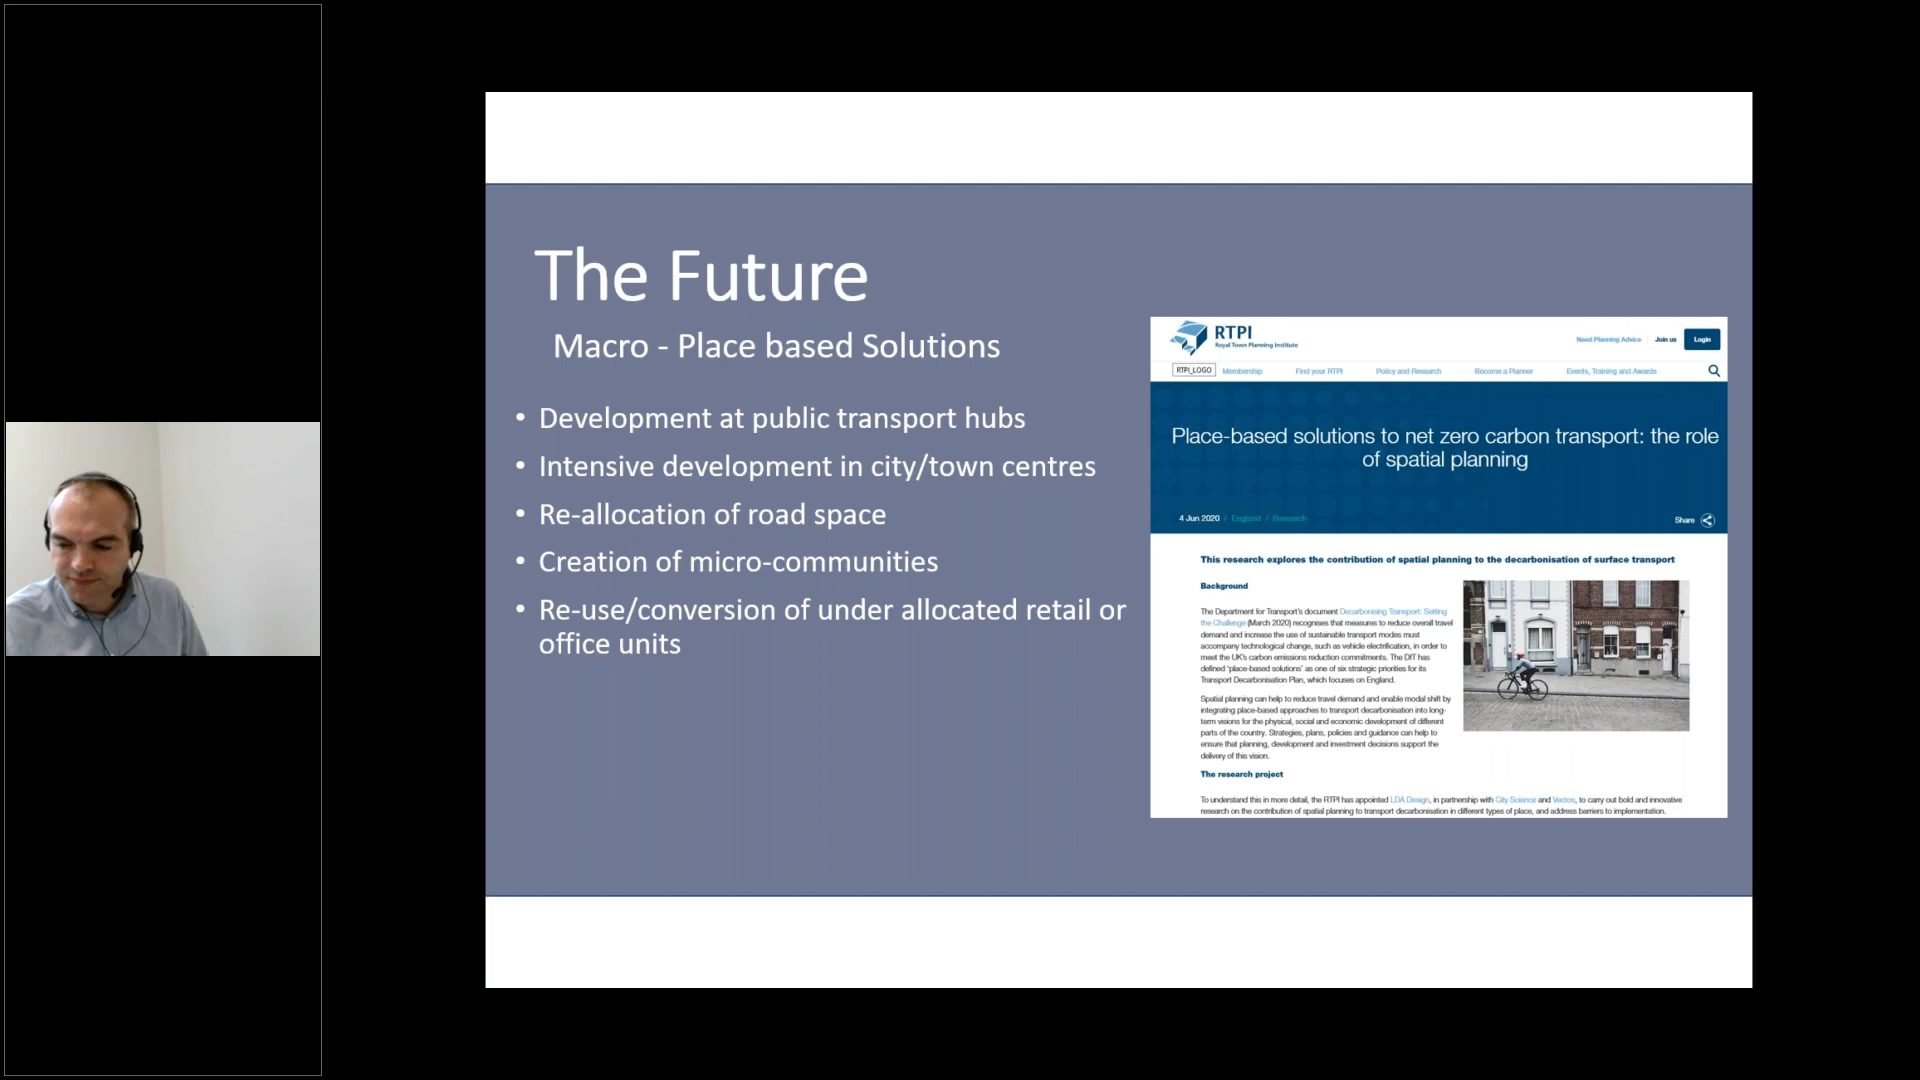 The Future
Macro - Place based Solutions
• Development at public transport hubs
• Intensive development in city/town centres
• Re-allocation of road space
• Creation of micro-communities
• Re-use/conversion of under allocated retail or
office units
RTPI
Royal Town Planning Institute
Need Planning Advice
Join us
Login
RTPI_LOGO
Membership
Find your RTPI
Policy and Research
Become a Planner
Events, Training and Awards
Place-based solutions to net zero carbon transport: the role
of spatial planning
4 Jun 2020 / England / Research
Share
This research explores the contribution of spatial planning to the decarbonisation of surface transport
Background
The Department for Transport's document Decarbonising Transport: Setting
the Challenge (March 2020) recognises that measures to reduce overall travel
demand and increase the use of sustainable transport modes must
accompany technological change, such as vehicle electrification, in order to
meet the UK's carbon emissions reduction commitments. The DfT has
defined 'place-based solutions' as one of six strategic priorities for its
Transport Decarbonisation Plan, which focuses on England.
Spatial planning can help to reduce travel demand and enable modal shift by
integrating place-based approaches to transport decarbonisation into long-
term visions for the physical, social and economic development of different
parts of the country. Strategies, plans, policies and guidance can help to
ensure that planning, development and investment decisions support the
delivery of this vision.
The research project
To understand this in more detail, the RTPI has appointed LDA Design, in partnership with City Science and Vectos, to carry out bold and innovative
research on the contribution of spatial planning to transport decarbonisation in different types of place, and address barriers to implementation.